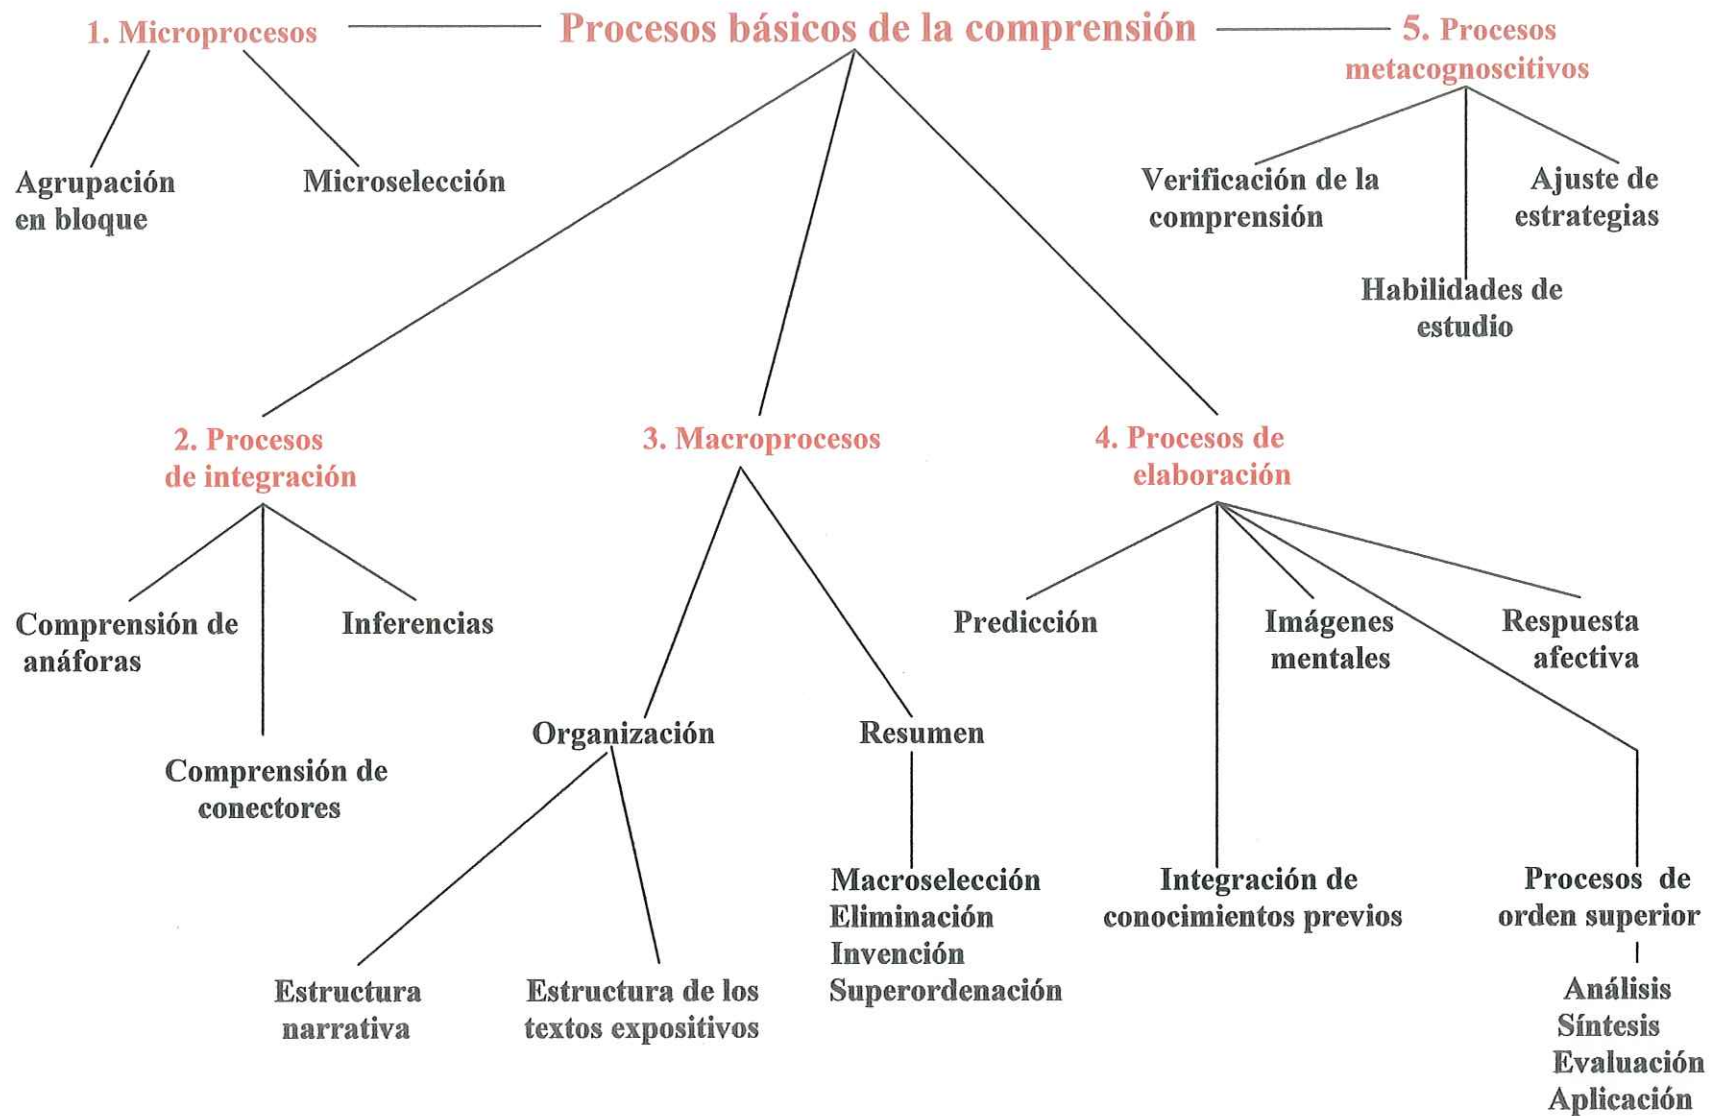 Procesos básicos de la comprensión
1. Microprocesos
Agrupación
en bloque
Microselección
5. Procesos
metacognoscitivos
Verificación de la
comprensión
Ajuste de
estrategias
Habilidades de
estudio
2. Procesos
de integración
Comprensión de
anáforas
Inferencias
Comprensión de
conectores
3. Macroprocesos
Organización
Estructura
narrativa
Estructura de los
textos expositivos
Resumen
Macroselección
Eliminación
Invención
Superordenación
4. Procesos de
elaboración
Predicción
Imágenes
mentales
Respuesta
afectiva
Integración de
conocimientos previos
Procesos de
orden superior
Análisis
Síntesis
Evaluación
Aplicación